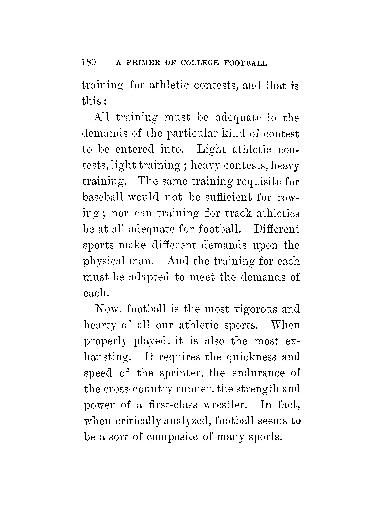 180 A PRIMER OF COLLEGE FOOTBALL
training for athletic contests, and that is
this:
All training must be adequate to the
demands of the particular kind of contest
to be entered into. Light athletic con-
tests, light training; heavy contests, heavy
training. The same training requisite for
baseball would not be sufficient for row-
ing; nor can training for track athletics
be at all adequate for football. Different
sports make different demands upon the
physical man. And the training for each
must be adapted to meet the demands of
each.
Now, football is the most vigorous and
hearty of all our athletic sports. When
properly played, it is also the most ex-
hausting. It requires the quickness and
speed of the sprinter, the endurance of
the cross-country runner, the strength and
power of a first-class wrestler. In fact,
when critically analyzed, football seems to
be a sort of composite of many sports.